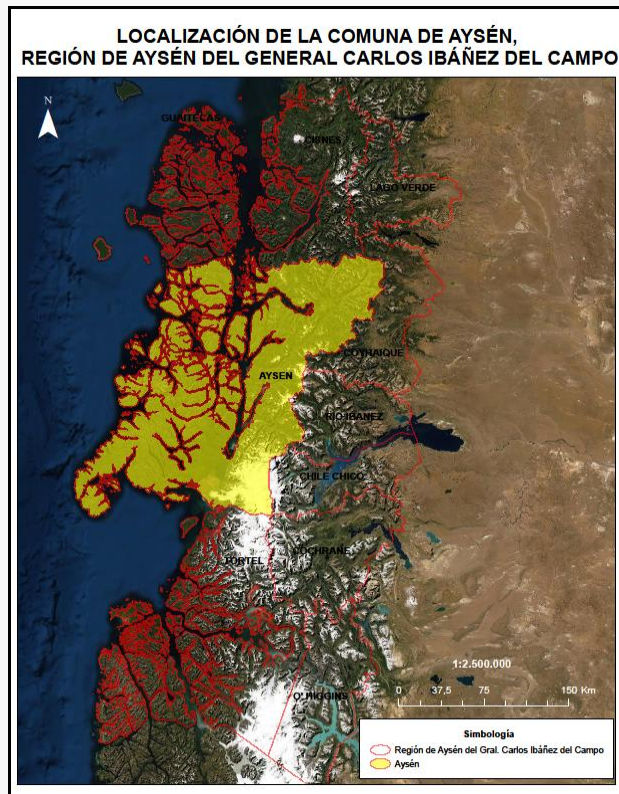 LOCALIZACIÓN DE LA COMUNA DE AYSÉN,
REGIÓN DE AYSÉN DEL GENERAL CARLOS IBÁÑEZ DEL CAMPO
N
GUAITECAS
CISNES
LAGO VERDE
COYHAIQUE
AYSEN
RIO IBAÑEZ
CHILE CHICO
COCHRANE
TORTEL
O'HIGGINS
1:2.500.000
0 37,5 75 150 Km
Simbología
Región de Aysén del Gral. Carlos Ibáñez del Campo
Aysén